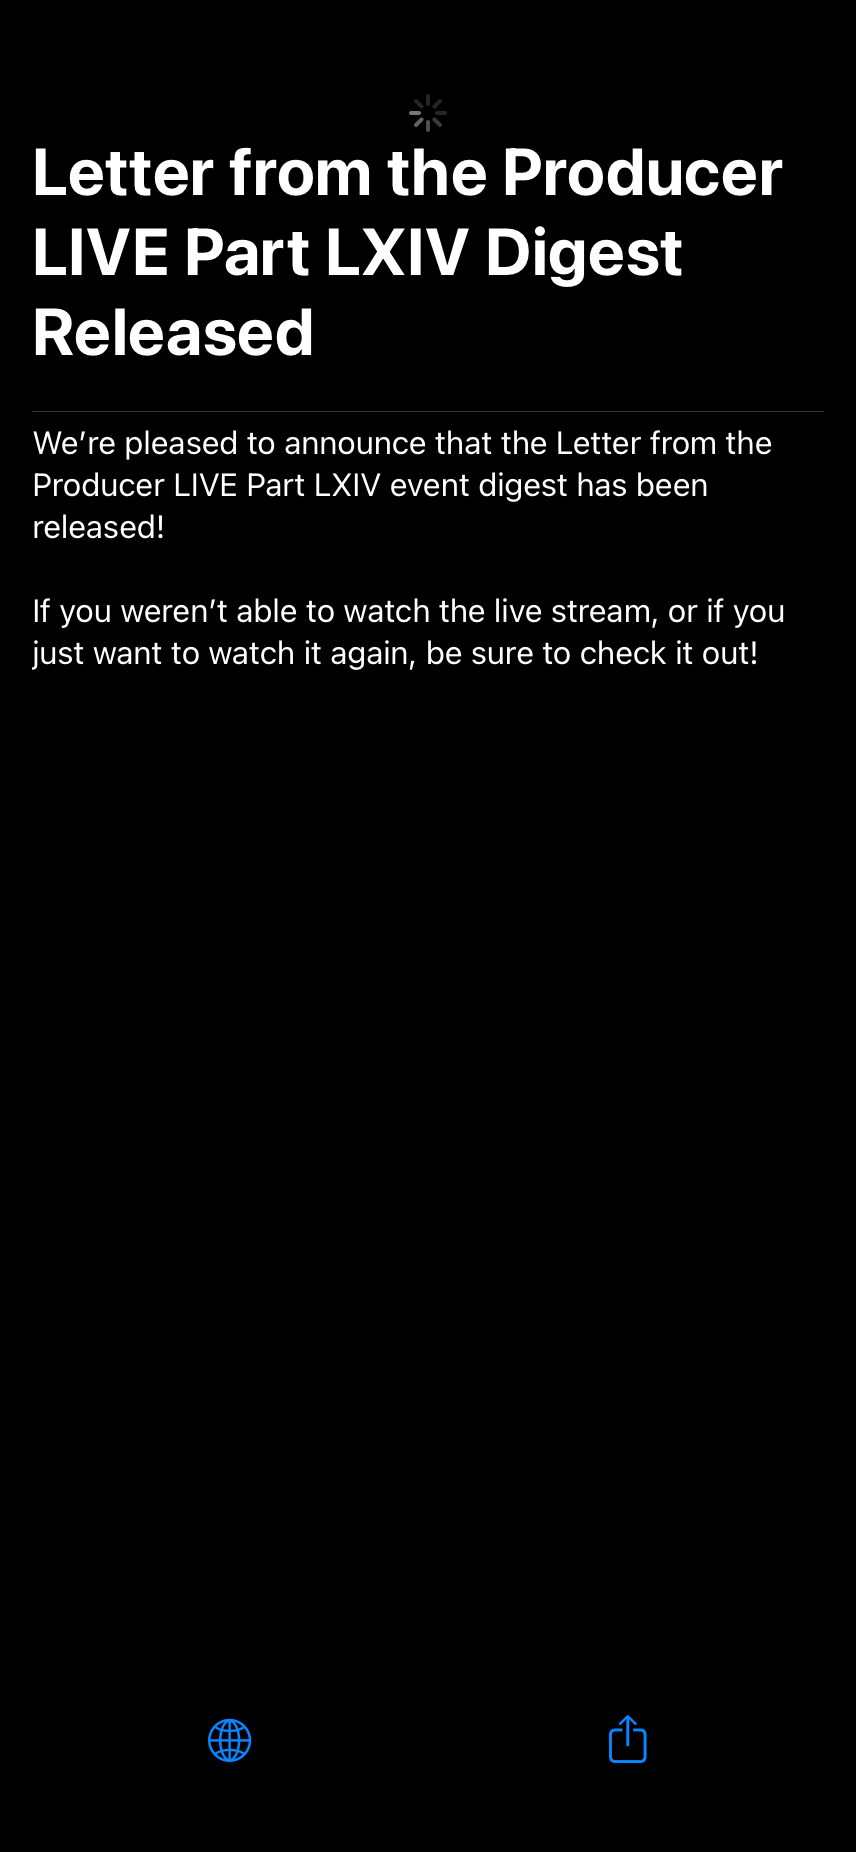 Letter from the Producer
LIVE Part LXIV Digest
Released
We’re pleased to announce that the Letter from the
Producer LIVE Part LXIV event digest has been
released!
If you weren’t able to watch the live stream, or if you
just want to watch it again, be sure to check it out!